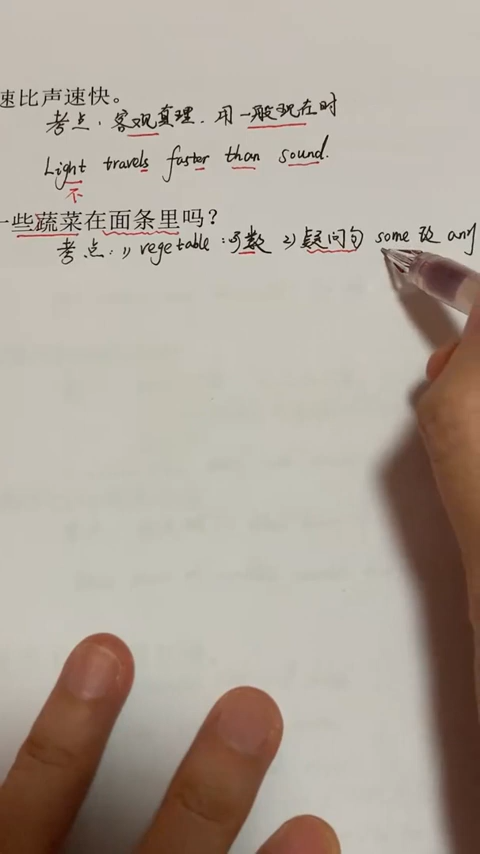 速比声速快。
考点：客观真理．用一般现在时
Light travels faster than sound.
不
一些蔬菜在面条里吗？
考点：1) vegetable：可数 2) 疑问句 some 改 any